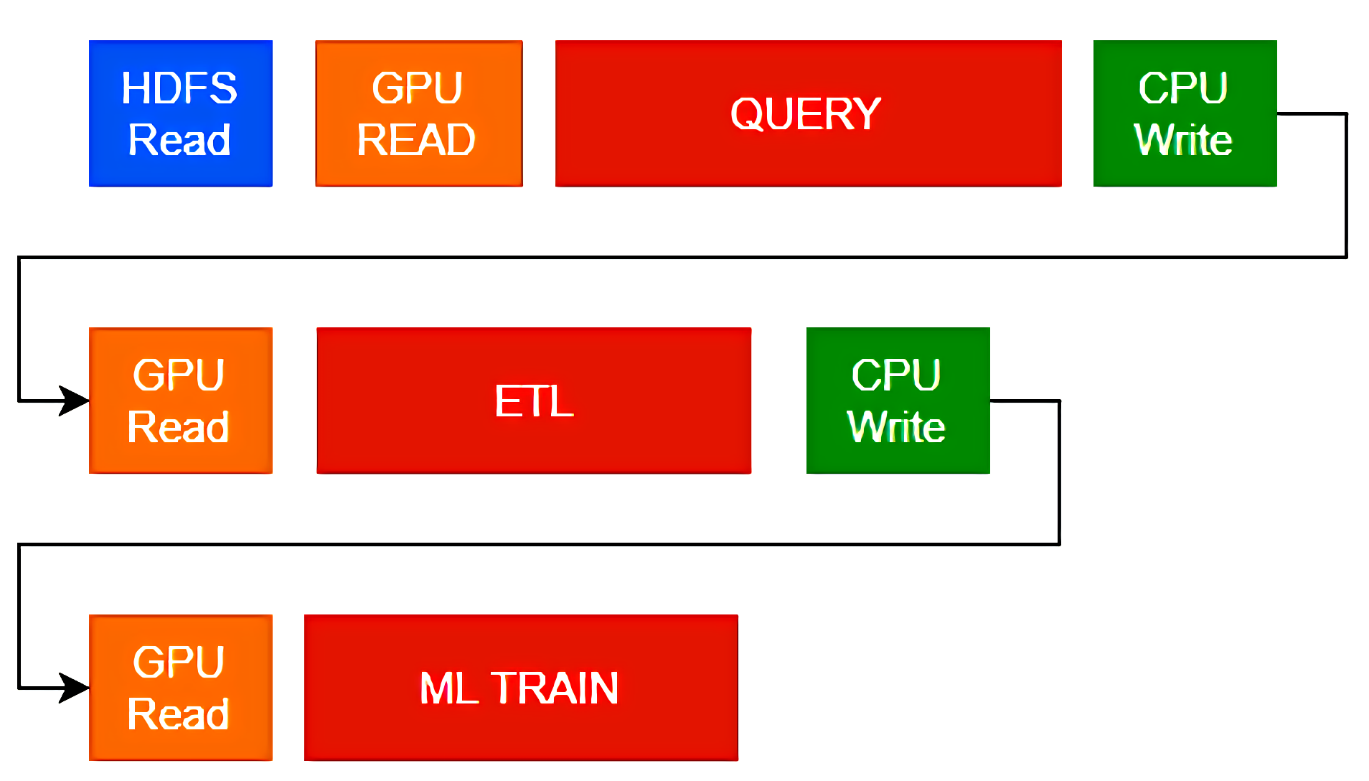 HDFS
Read
GPU
READ
QUERY
CPU
Write
GPU
Read
ETL
CPU
Write
GPU
Read
ML TRAIN